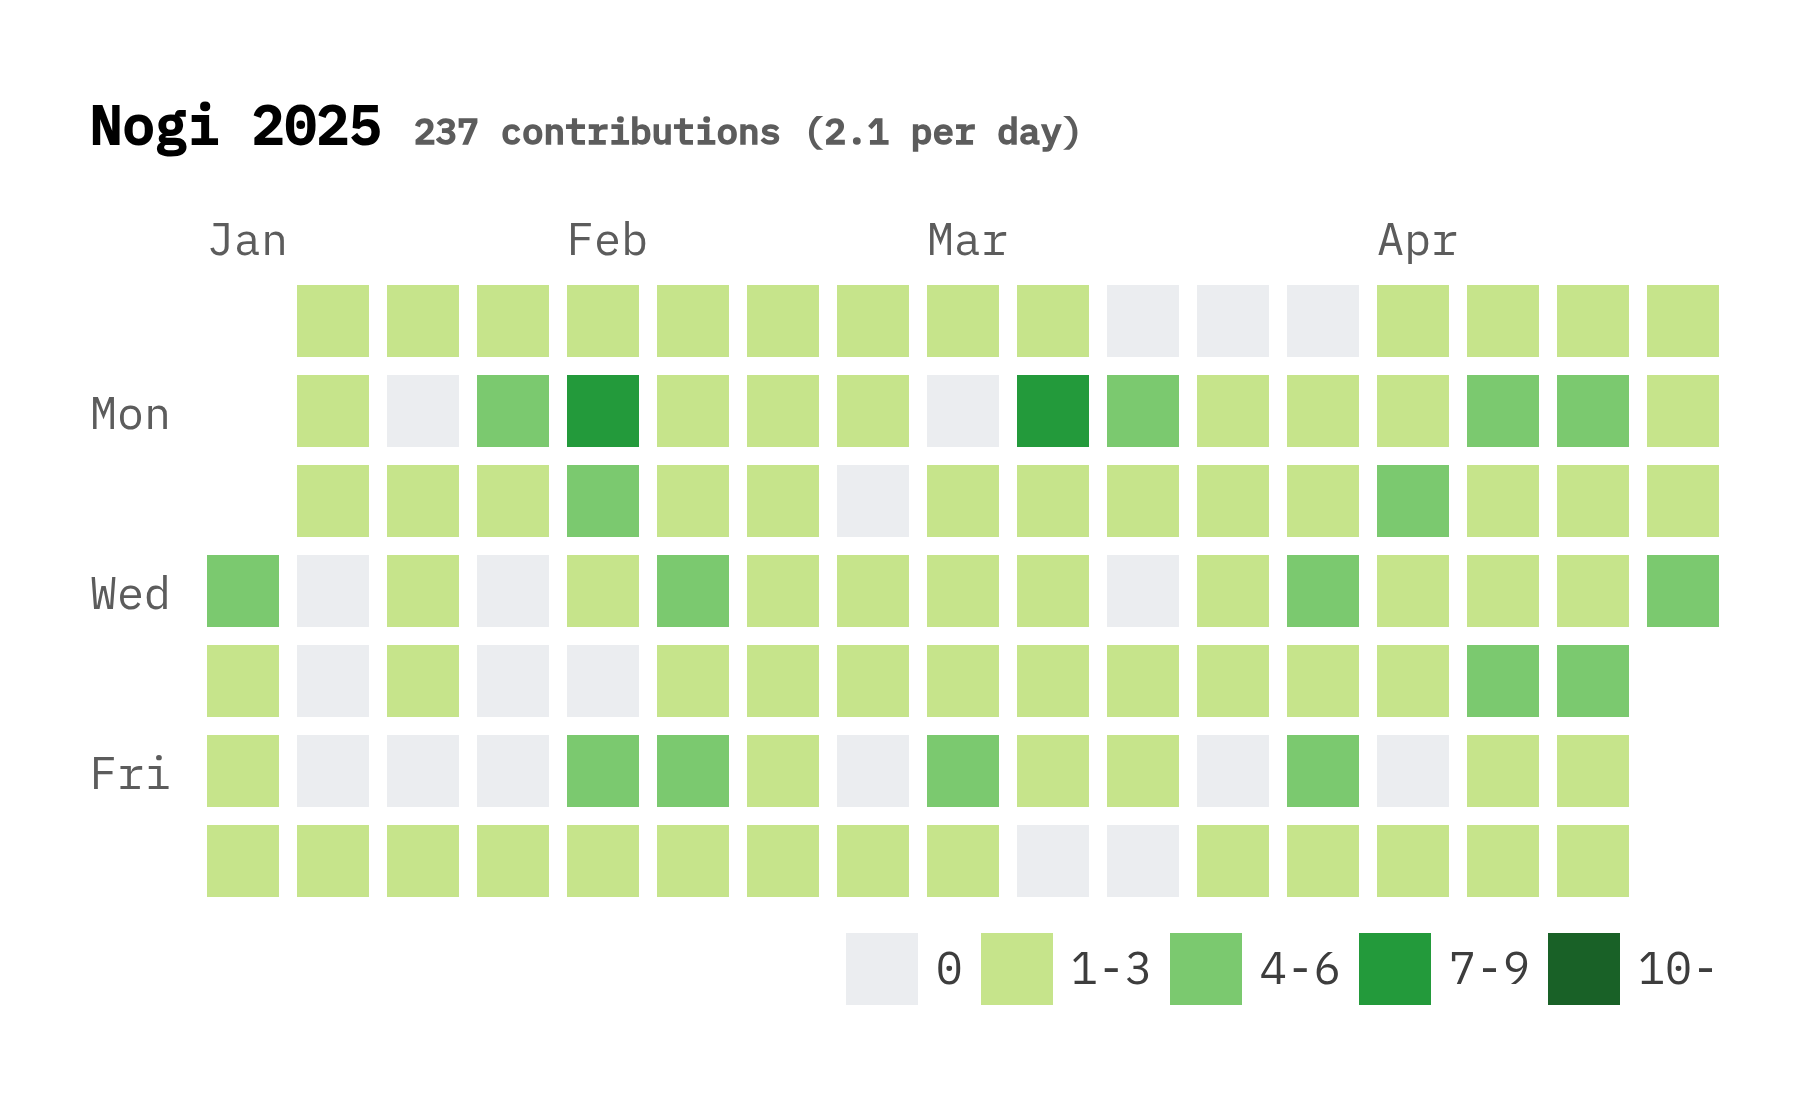 Nogi 2025 237 contributions (2.1 per day)
Jan Feb Mar Apr
Mon
Wed
Fri
0 1-3 4-6 7-9 10-